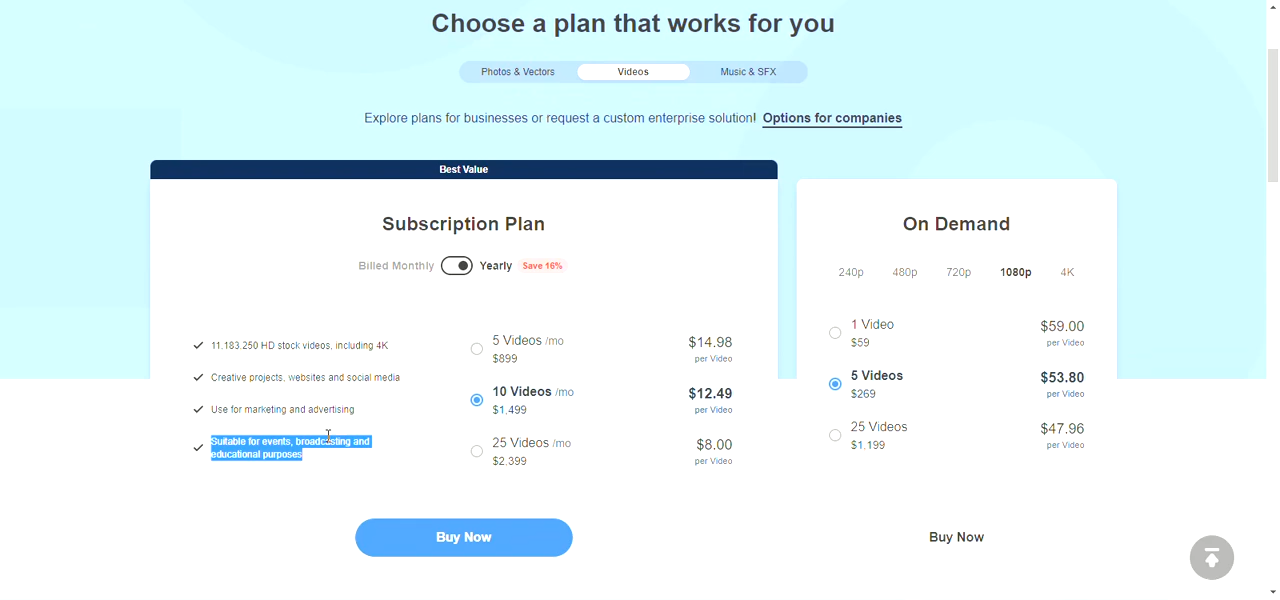 Choose a plan that works for you
Photos & Vectors
Videos
Music & SFX
Explore plans for businesses or request a custom enterprise solution! Options for companies
Best Value
Subscription Plan
Billed Monthly
Yearly
Save 16%
11.183.250 HD stock videos, including 4K
Creative projects, websites and social media
Use for marketing and advertising
Suitable for events, broadcasting and
educational purposes
5 Videos /mo
$899
$14.98
per Video
10 Videos /mo
$1,499
$12.49
per Video
25 Videos /mo
$2,399
$8.00
per Video
Buy Now
On Demand
240p
480p
720p
1080p
4K
1 Video
$59
$59.00
per Video
5 Videos
$269
$53.80
per Video
25 Videos
$1,199
$47.96
per Video
Buy Now